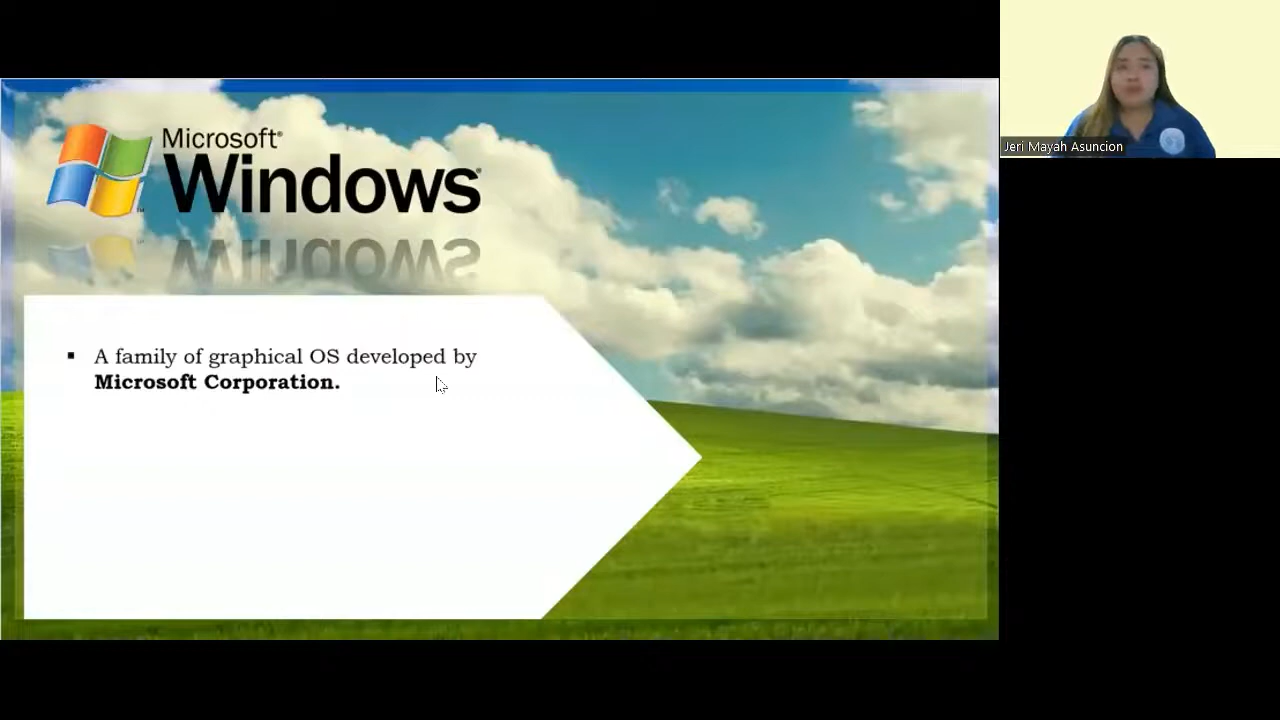 Microsoft®
Windows®
▪ A family of graphical OS developed by
Microsoft Corporation.
Jeri Mayah Asuncion